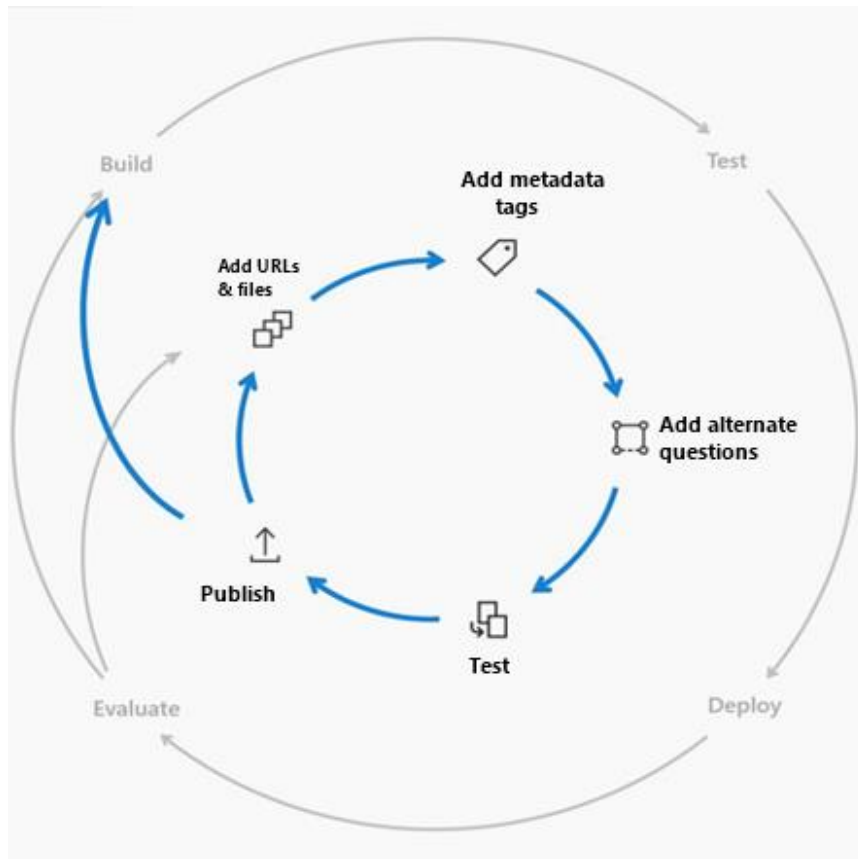 Build
Test
Add metadata
tags
Add URLs
& files
Add alternate
questions
Publish
Test
Evaluate
Deploy